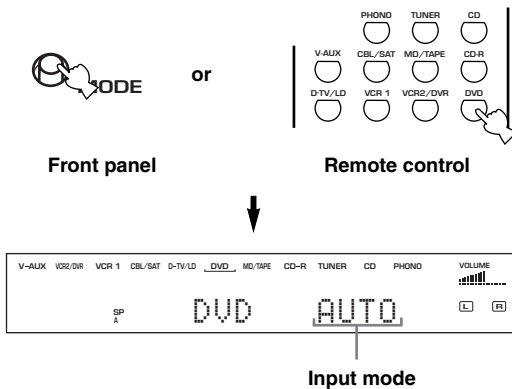 PHONO TUNER CD
V-AUX CBL/SAT MD/TAPE CD-R
D-TV/LD VCR 1 VCR2/DVR DVD
MODE or
Front panel Remote control
V-AUX VCR2/DVR VCR 1 CBL/SAT D-TV/LD DVD MD/TAPE CD-R TUNER CD PHONO VOLUME
SP
A
DVD AUTO L R
Input mode